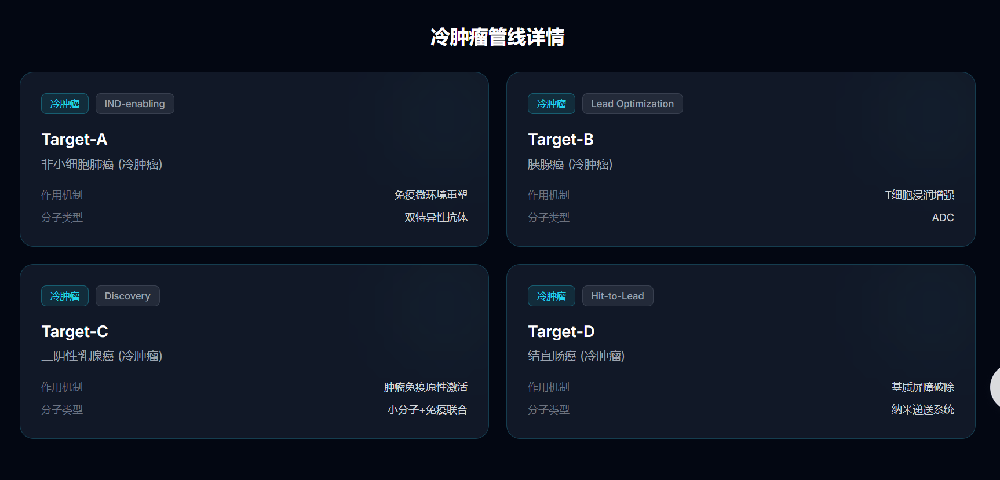 冷肿瘤管线详情
冷肿瘤 IND-enabling
Target-A
非小细胞肺癌 (冷肿瘤)
作用机制 免疫微环境重塑
分子类型 双特异性抗体
冷肿瘤 Lead Optimization
Target-B
胰腺癌 (冷肿瘤)
作用机制 T细胞浸润增强
分子类型 ADC
冷肿瘤 Discovery
Target-C
三阴性乳腺癌 (冷肿瘤)
作用机制 肿瘤免疫原性激活
分子类型 小分子+免疫联合
冷肿瘤 Hit-to-Lead
Target-D
结直肠癌 (冷肿瘤)
作用机制 基质屏障破除
分子类型 纳米递送系统